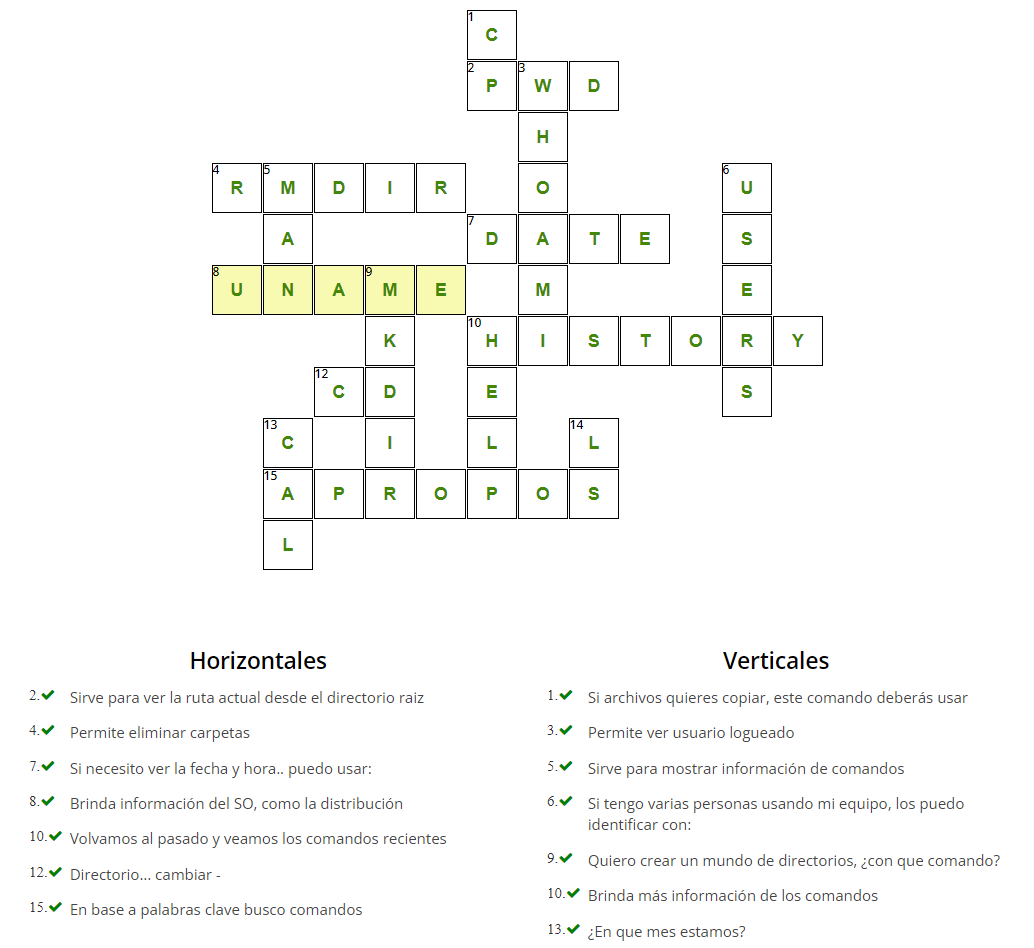 1 C
2 P 3 W D
H
4 R 5 M D I R O 6 U
A 7 D A T E S
8 U N A 9 M E M E
K 10 H I S T O R Y
12 C D E S
13 C I L 14 L
15 A P R O P O S
L
Horizontales
2. Sirve para ver la ruta actual desde el directorio raiz
4. Permite eliminar carpetas
7. Si necesito ver la fecha y hora.. puedo usar:
8. Brinda información del SO, como la distribución
10. Volvamos al pasado y veamos los comandos recientes
12. Directorio... cambiar -
15. En base a palabras clave busco comandos
Verticales
1. Si archivos quieres copiar, este comando deberás usar
3. Permite ver usuario logueado
5. Sirve para mostrar información de comandos
6. Si tengo varias personas usando mi equipo, los puedo
identificar con:
9. Quiero crear un mundo de directorios, ¿con que comando?
10. Brinda más información de los comandos
13. ¿En que mes estamos?